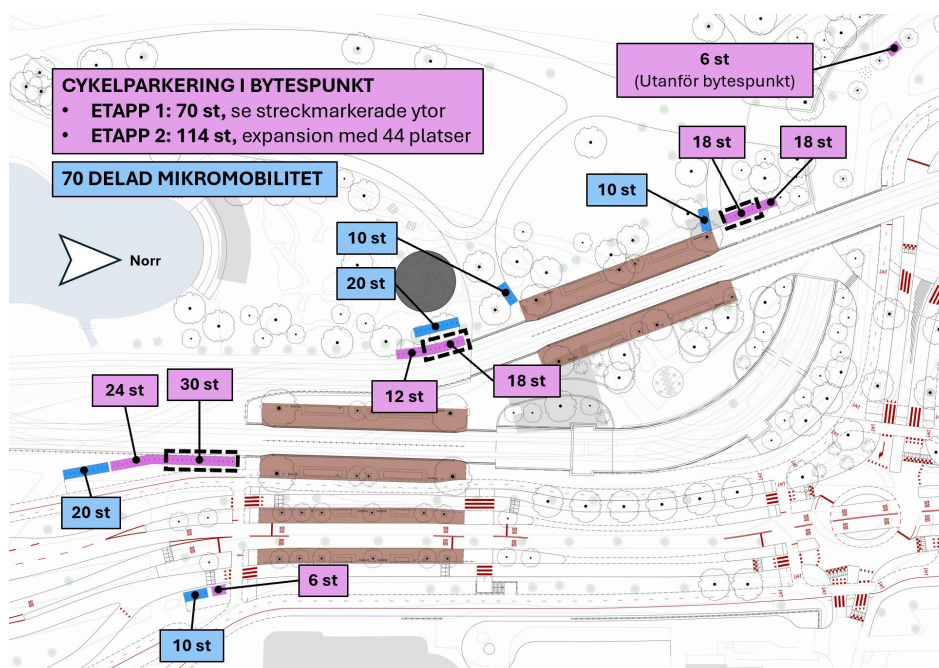 6 st
(Utanför bytespunkt)
CYKELPARKERING I BYTESPUNKT
• ETAPP 1: 70 st, se streckmarkerade ytor
• ETAPP 2: 114 st, expansion med 44 platser
18 st
18 st
70 DELAD MIKROMOBILITET
10 st
10 st
Norr
20 st
24 st
30 st
12 st
18 st
20 st
6 st
10 st